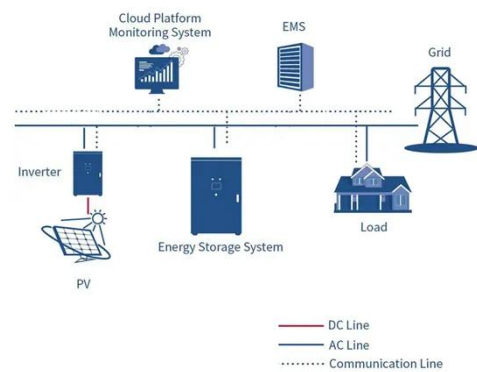 Cloud Platform
Monitoring System
EMS
Grid
Inverter
Energy Storage System
Load
PV
DC Line
AC Line
Communication Line